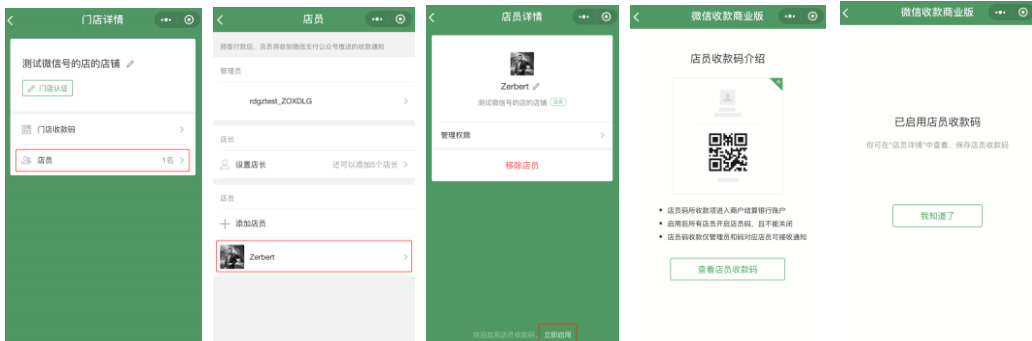 门店详情
测试微信号的店的店铺
门店认证
门店收款码
店员
1名
店员
顾客付款后，店员将收到微信支付公众号推送的收款通知
管理员
rdgztest_ZOXDLG
店长
设置店长
还可以添加5个店长
店员
添加店员
Zerbert
店员详情
Zerbert
测试微信号的店的店铺 店员
管理权限
移除店员
欢迎启用店员收款码，立即启用
微信收款商业版
店员收款码介绍
店员码所收款项进入商户结算银行账户
启用后所有店员开启店员码，且不能关闭
店员码收款仅管理员和码对应店员可接收通知
查看店员收款码
微信收款商业版
已启用店员收款码
你可在“店员详情”中查看、保存店员收款码
我知道了